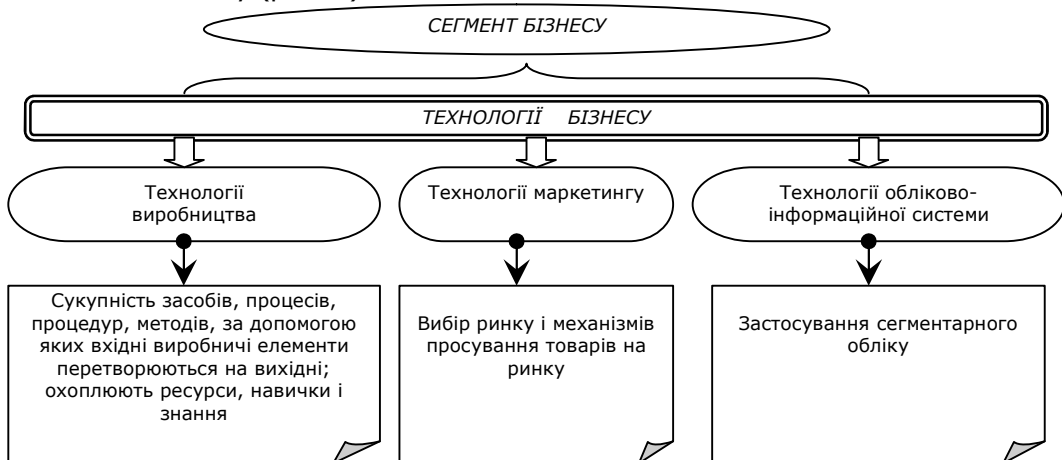 СЕГМЕНТ БІЗНЕСУ
ТЕХНОЛОГІЇ БІЗНЕСУ
Технології
виробництва
Технології маркетингу
Технології обліково-
інформаційної системи
Сукупність засобів, процесів,
процедур, методів, за допомогою
яких вхідні виробничі елементи
перетворюються на вихідні;
охоплюють ресурси, навички і
знання
Вибір ринку і механізмів
просування товарів на
ринку
Застосування сегментарного
обліку